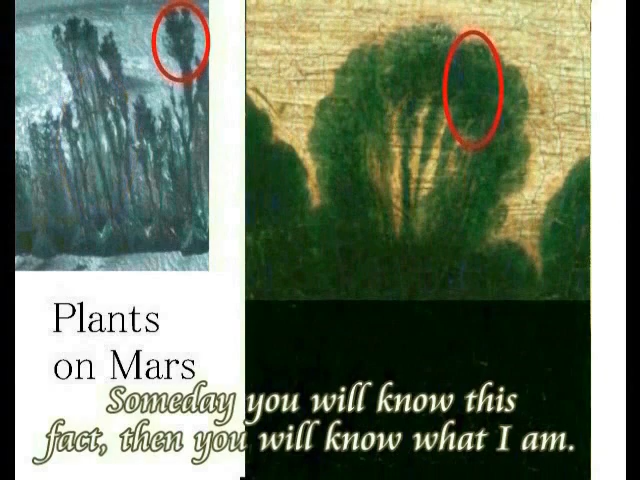 Plants
on Mars
Someday you will know this
fact, then you will know what I am.